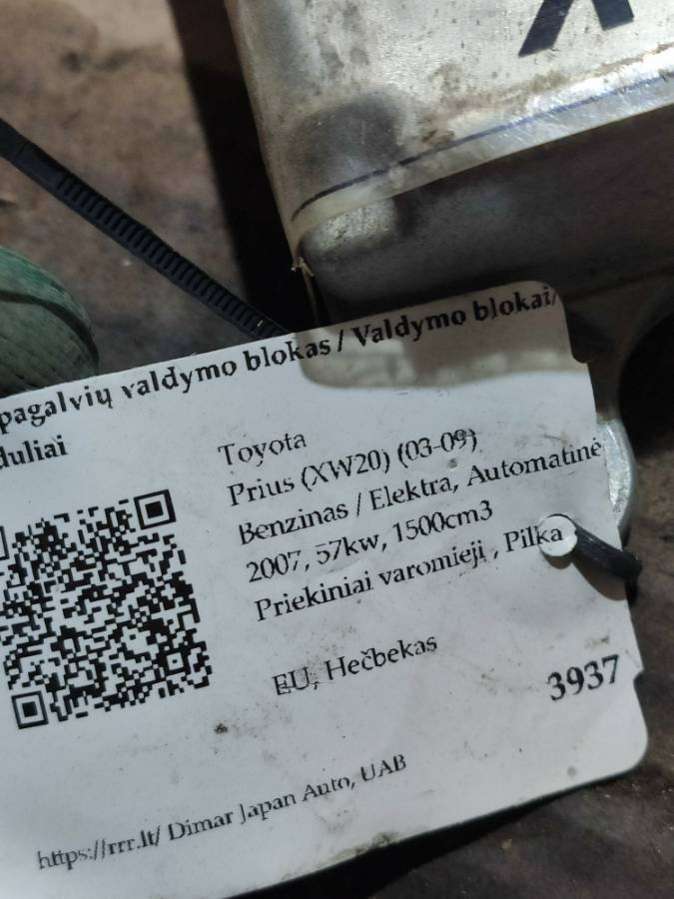 pagalvių valdymo blokas / Valdymo blokai/
duliai
Toyota
Prius (XW20) (03-09)
Benzinas / Elektra, Automatinė
2007, 57kw, 1500cm3
Priekiniai varomieji , Pilka
EU, Hečbekas
3937
https://rrr.lt/ Dimar Japan Auto, UAB